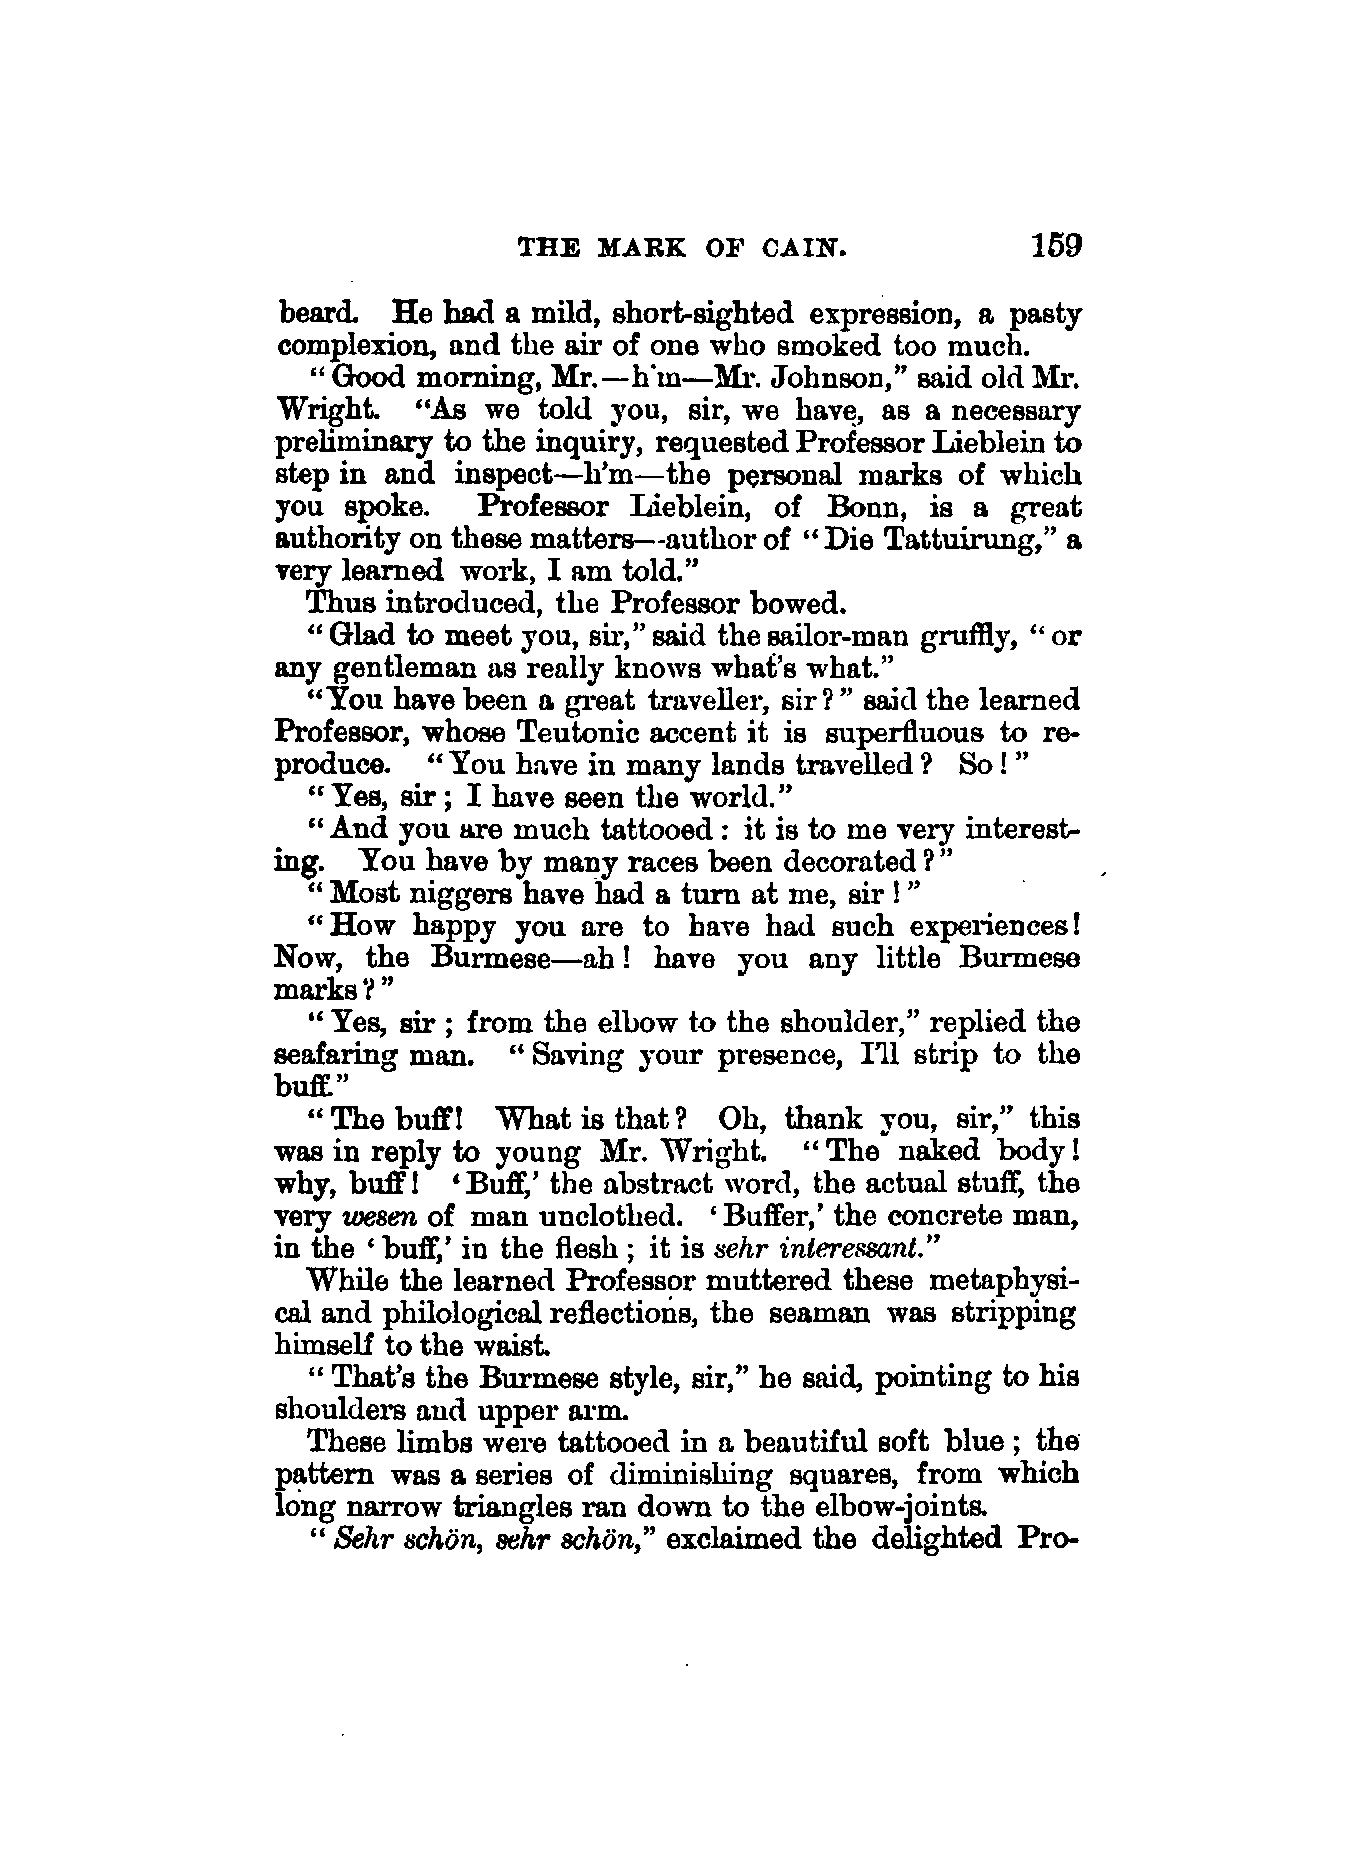 THE MARK OF CAIN. 159
beard. He had a mild, short-sighted expression, a pasty
complexion, and the air of one who smoked too much.
“Good morning, Mr.—h'm—Mr. Johnson,” said old Mr.
Wright. “As we told you, sir, we have, as a necessary
preliminary to the inquiry, requested Professor Lieblein to
step in and inspect—h'm—the personal marks of which
you spoke. Professor Lieblein, of Bonn, is a great
authority on these matters—author of “Die Tattuirung,” a
very learned work, I am told.”
Thus introduced, the Professor bowed.
“Glad to meet you, sir,” said the sailor-man gruffly, “or
any gentleman as really knows what's what.”
“You have been a great traveller, sir?” said the learned
Professor, whose Teutonic accent it is superfluous to re-
produce. “You have in many lands travelled? So!”
“Yes, sir; I have seen the world.”
“And you are much tattooed: it is to me very interest-
ing. You have by many races been decorated?”
“Most niggers have had a turn at me, sir!”
“How happy you are to have had such experiences!
Now, the Burmese—ah! have you any little Burmese
marks?”
“Yes, sir; from the elbow to the shoulder,” replied the
seafaring man. “Saving your presence, I'll strip to the
buff.”
“The buff! What is that? Oh, thank you, sir,” this
was in reply to young Mr. Wright. “The naked body!
why, buff! ‘Buff,’ the abstract word, the actual stuff, the
very wesen of man unclothed. ‘Buffer,’ the concrete man,
in the ‘buff,’ in the flesh; it is sehr interessant.”
While the learned Professor muttered these metaphysi-
cal and philological reflections, the seaman was stripping
himself to the waist.
“That's the Burmese style, sir,” he said, pointing to his
shoulders and upper arm.
These limbs were tattooed in a beautiful soft blue; the
pattern was a series of diminishing squares, from which
long narrow triangles ran down to the elbow-joints.
“Sehr schön, sehr schön,” exclaimed the delighted Pro-